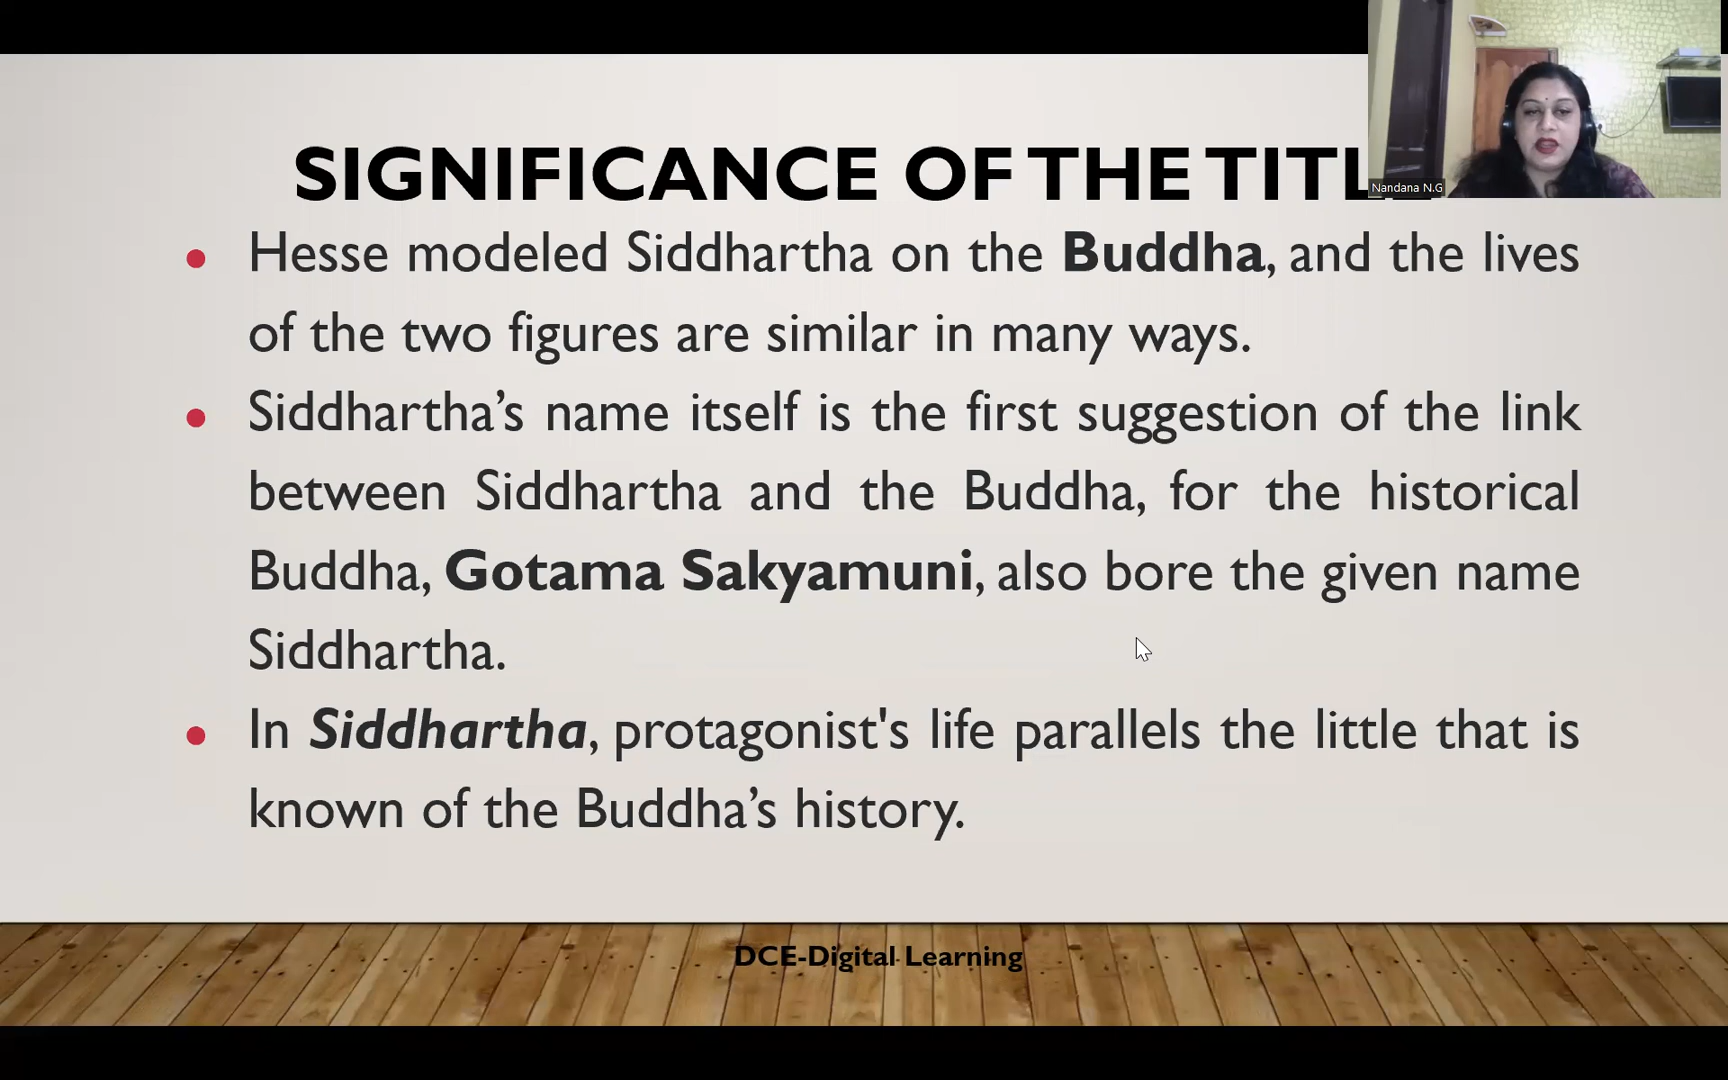 SIGNIFICANCE OF THE TITL
Nandana N.G
Hesse modeled Siddhartha on the Buddha, and the lives
of the two figures are similar in many ways.
Siddhartha’s name itself is the first suggestion of the link
between Siddhartha and the Buddha, for the historical
Buddha, Gotama Sakyamuni, also bore the given name
Siddhartha.
In Siddhartha, protagonist's life parallels the little that is
known of the Buddha’s history.
DCE-Digital Learning